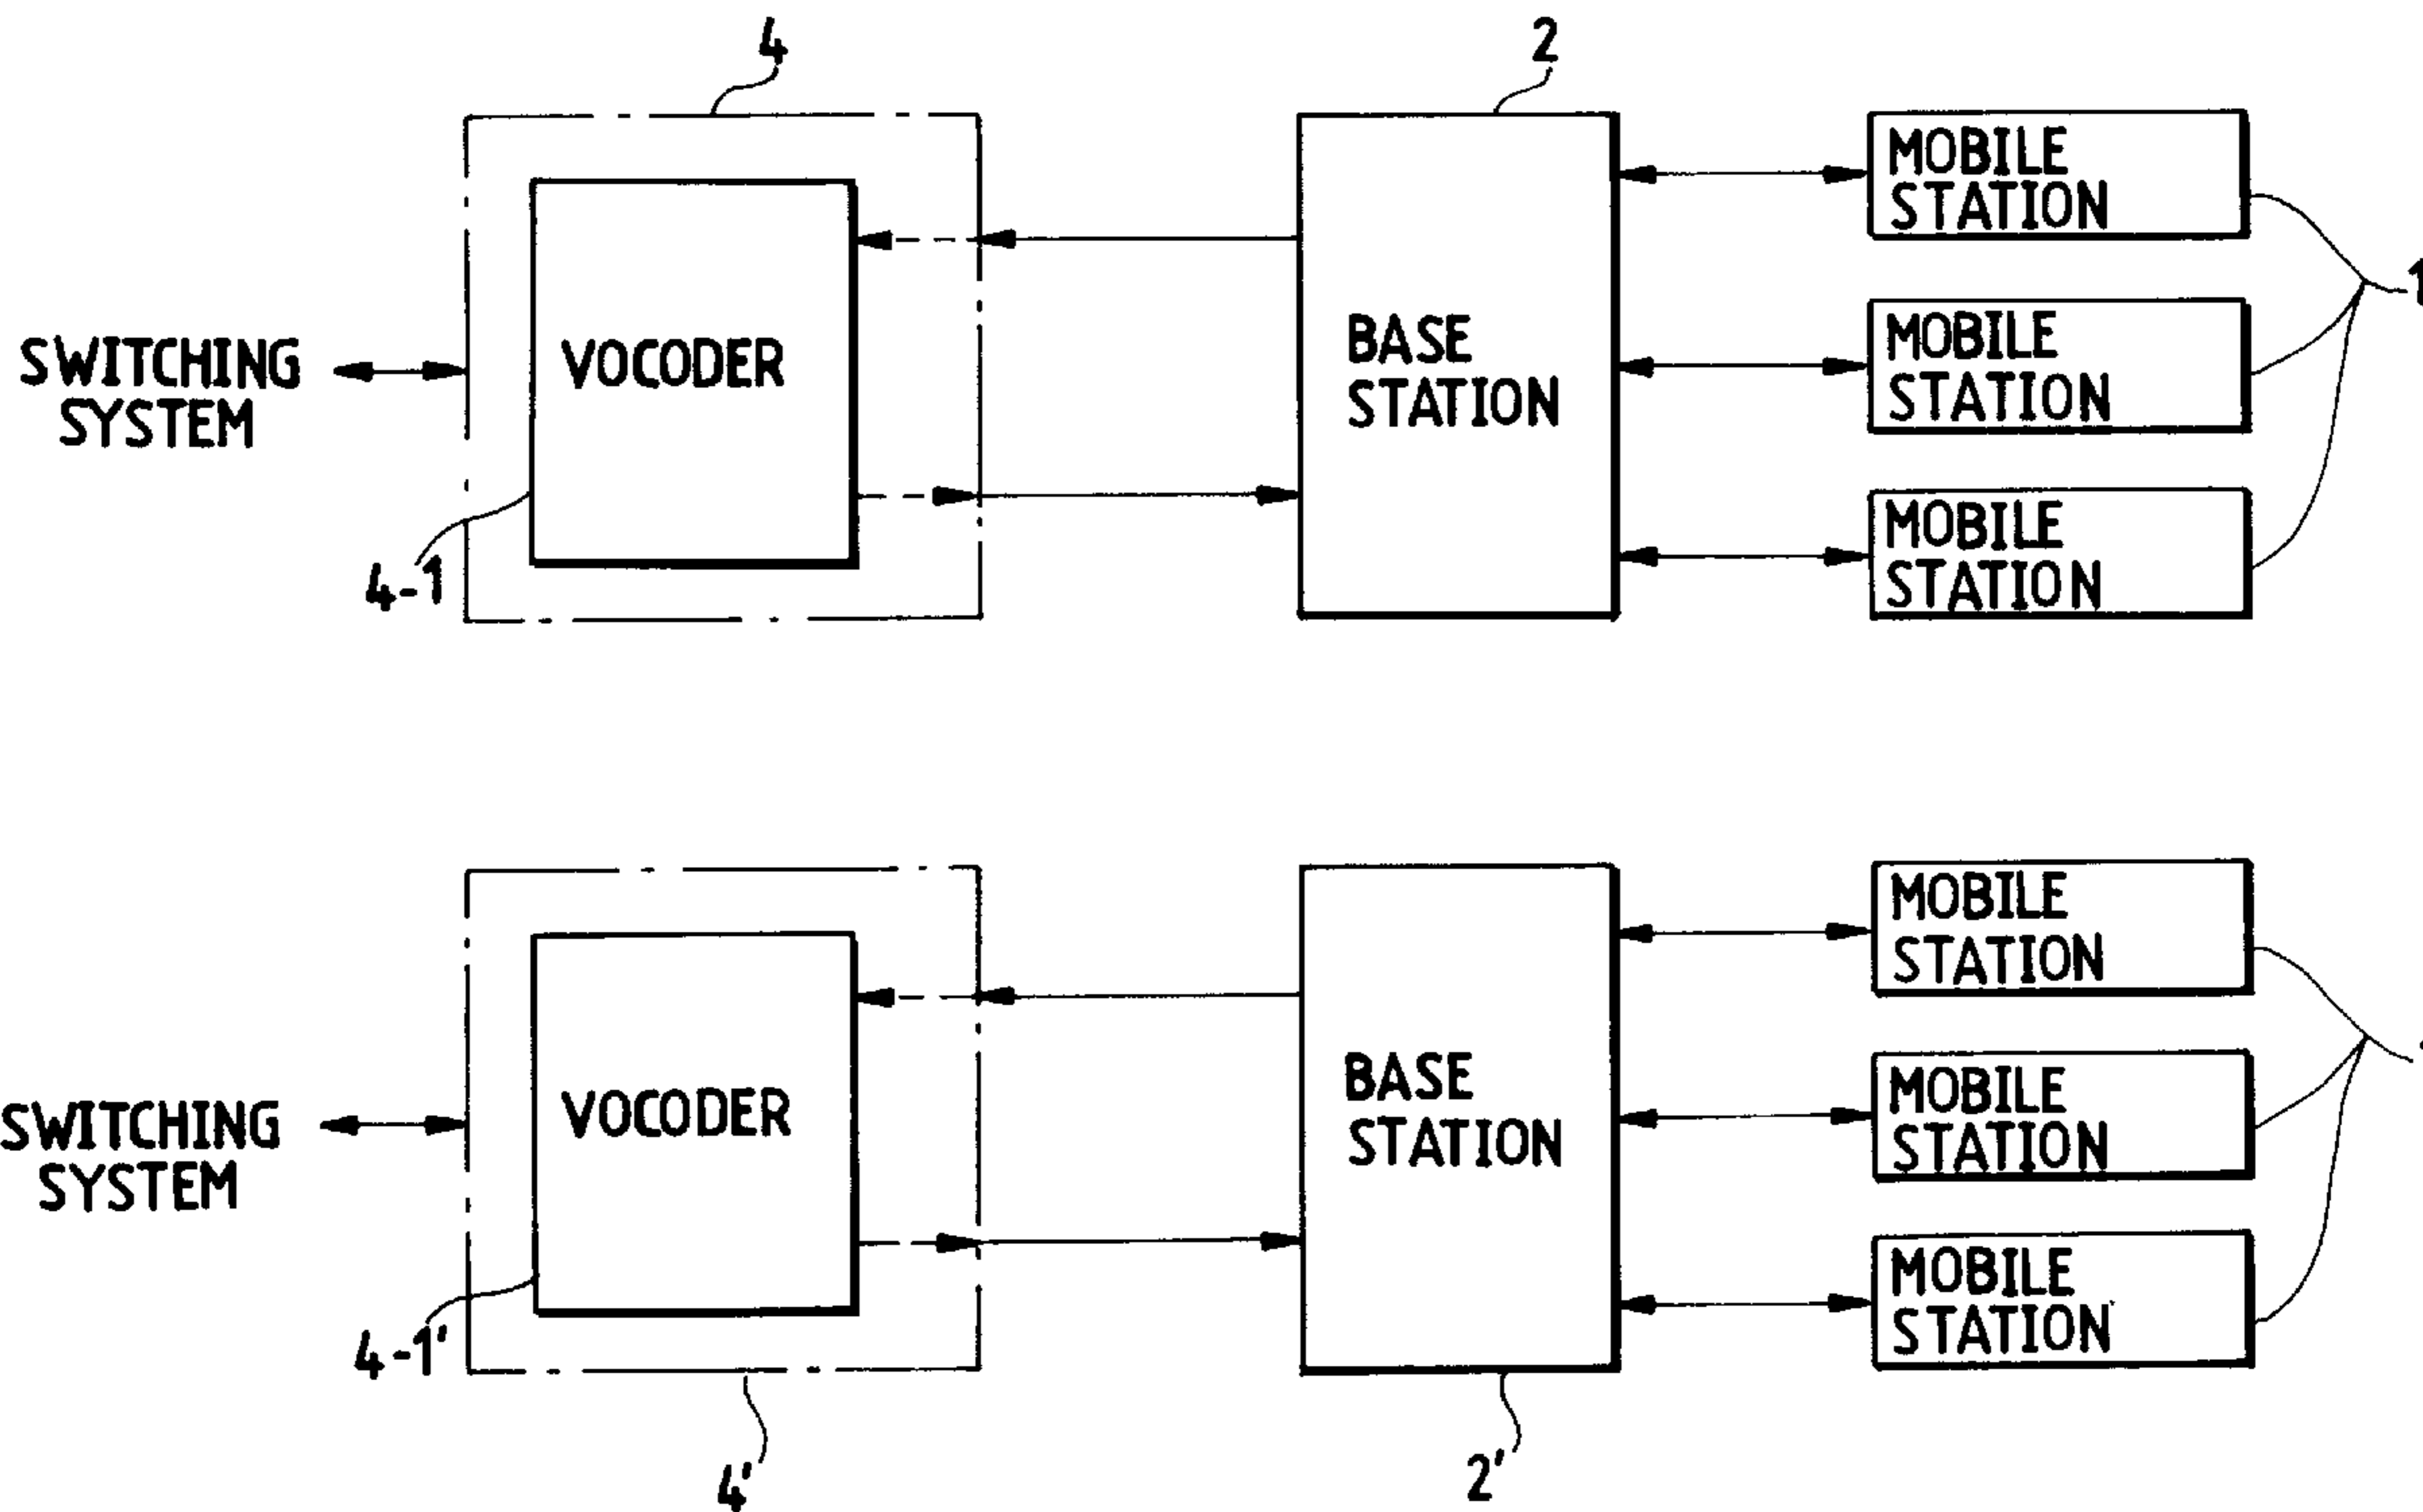 4
2
MOBILE
STATION
1
MOBILE
STATION
MOBILE
STATION
BASE
STATION
VOCODER
SWITCHING
SYSTEM
4-1
MOBILE
STATION
MOBILE
STATION
MOBILE
STATION
BASE
STATION
VOCODER
SWITCHING
SYSTEM
4-1'
4'
2'